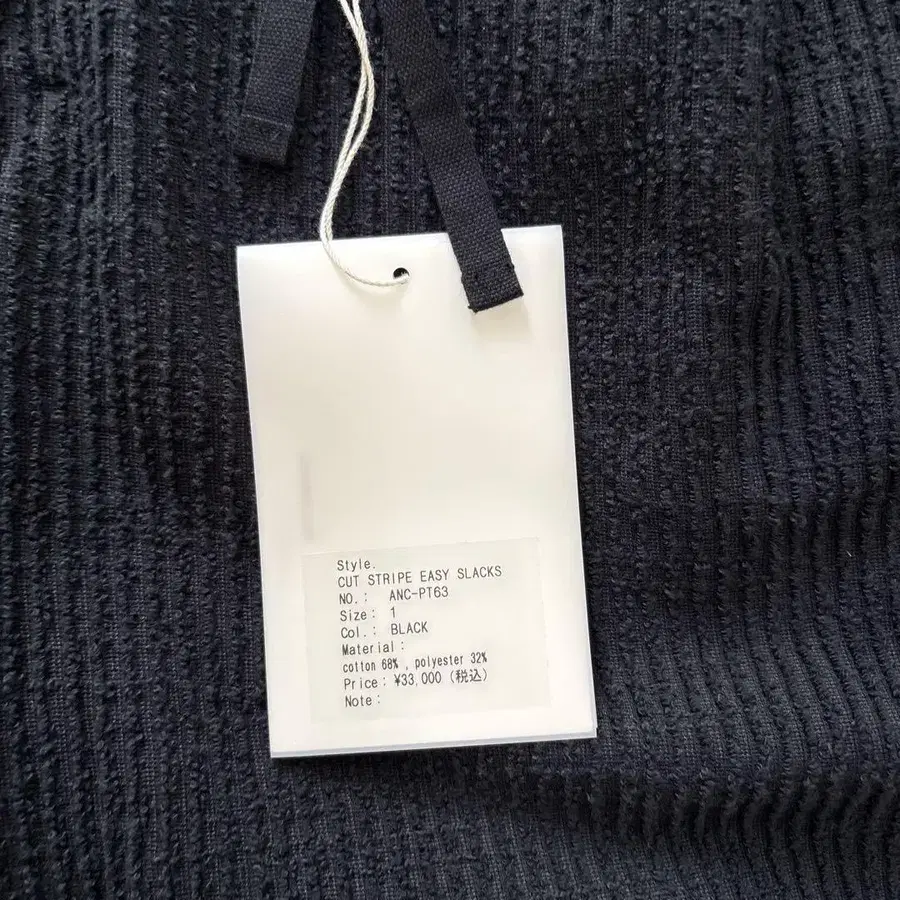 Style.
CUT STRIPE EASY SLACKS
NO.: ANC-PT63
Size: 1
Col.: BLACK
Material:
cotton 68% , polyester 32%
Price: ¥33,000 (税込)
Note: